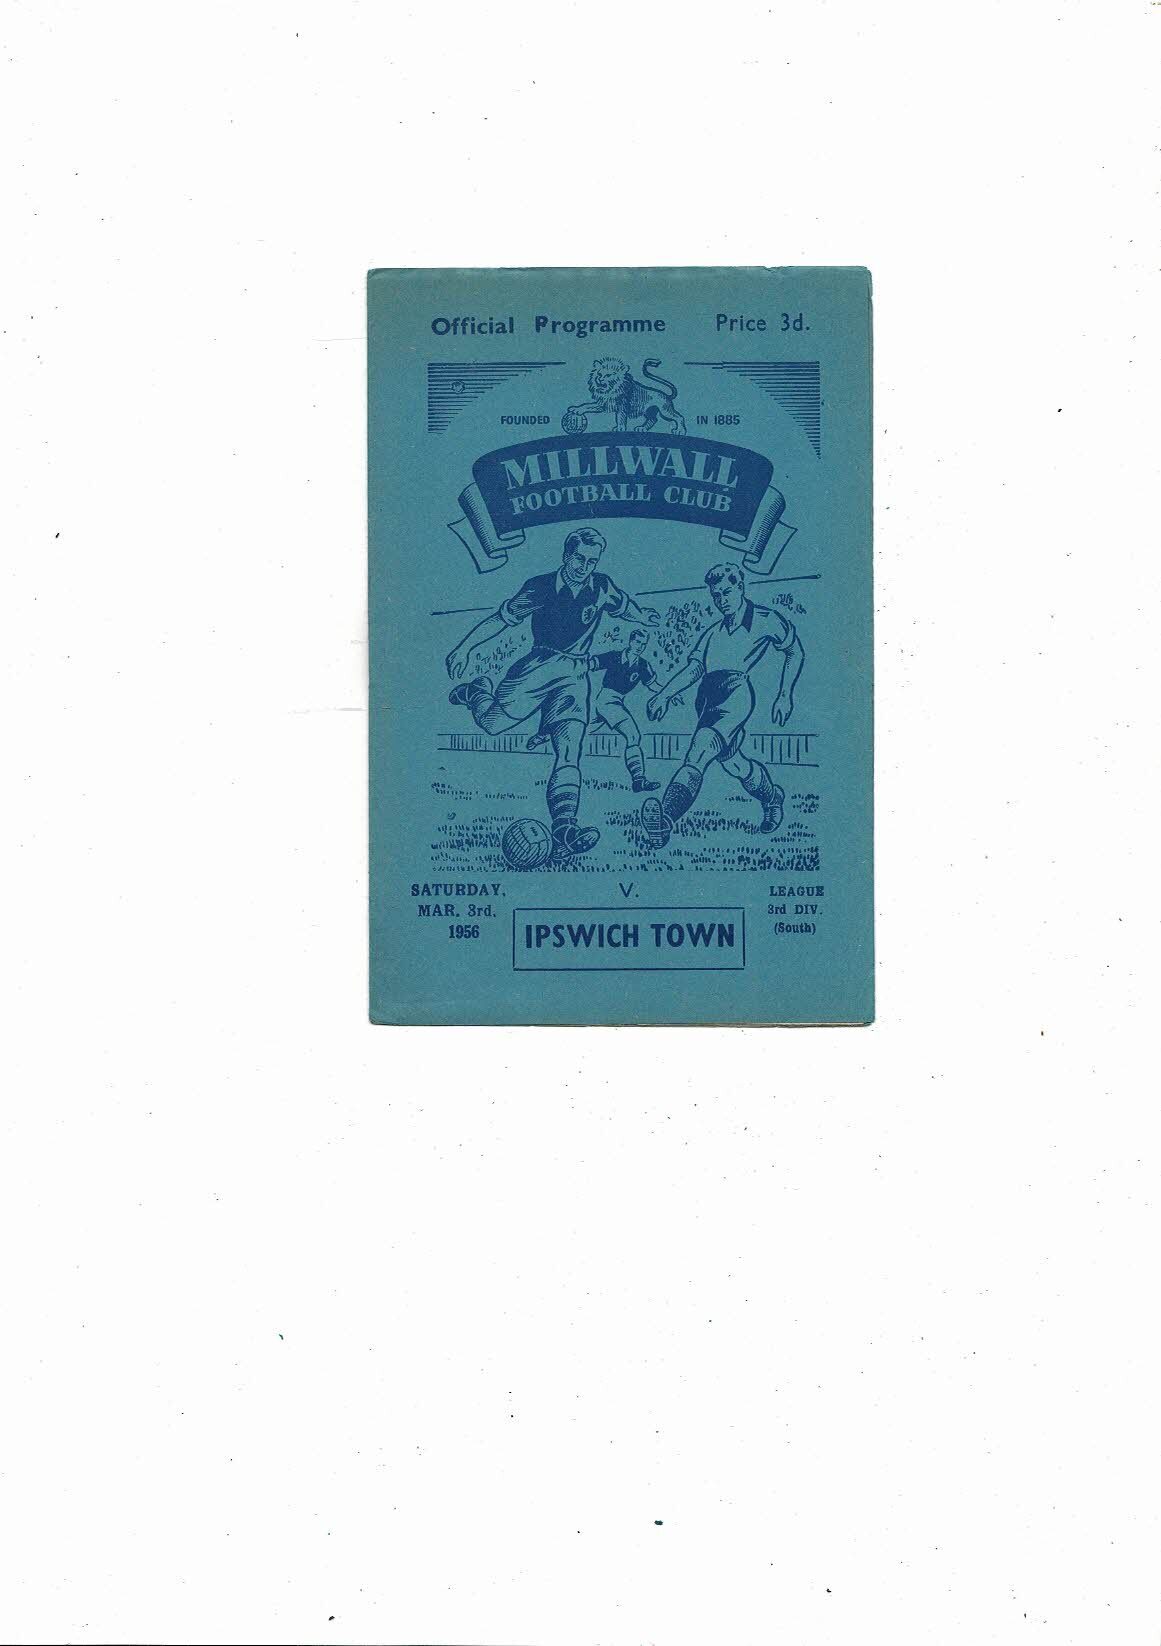 Official Programme Price 3d.
FOUNDED IN 1885
MILLWALL
FOOTBALL CLUB
SATURDAY,
MAR. 3rd,
1956
V.
IPSWICH TOWN
LEAGUE
3rd DIV.
(South)